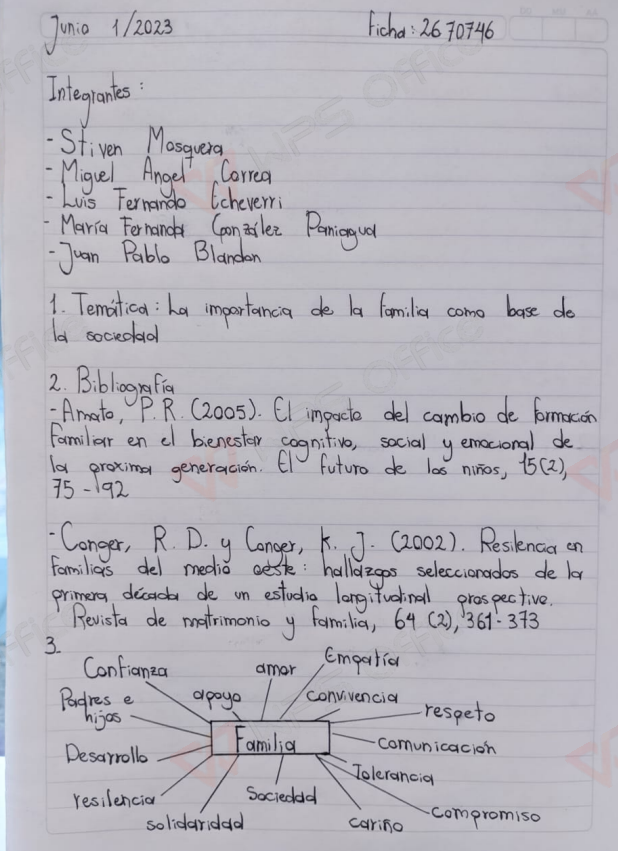 Junio 1/2023 Ficha: 2670746
Integrantes:
- Stiven Mosquera
- Miguel Angel Correa
- Luis Fernando Echeverri
- María Fernanda González Paniagua
- Juan Pablo Blandon
1. Temática: La importancia de la familia como base de
la sociedad
2. Bibliografía
- Amato, P.R. (2005). El impacto del cambio de formación
Familiar en el bienestar cognitivo, social y emocional de
la proxima generación. El futuro de los niños, 15(2),
75-92
- Conger, R. D. y Conger, K. J. (2002). Resilencia en
Familias del medio oeste: hallazgos seleccionados de la
primera década de un estudio longitudinal prospectivo.
Revista de matrimonio y familia, 64 (2), 361-373
3.
Confianza amor Empatía
Padres e
hijos
apoyo convivencia respeto
Familia
Desarrollo comunicación
Tolerancia
resilencia Sociedad compromiso
solidaridad cariño
WPS Office